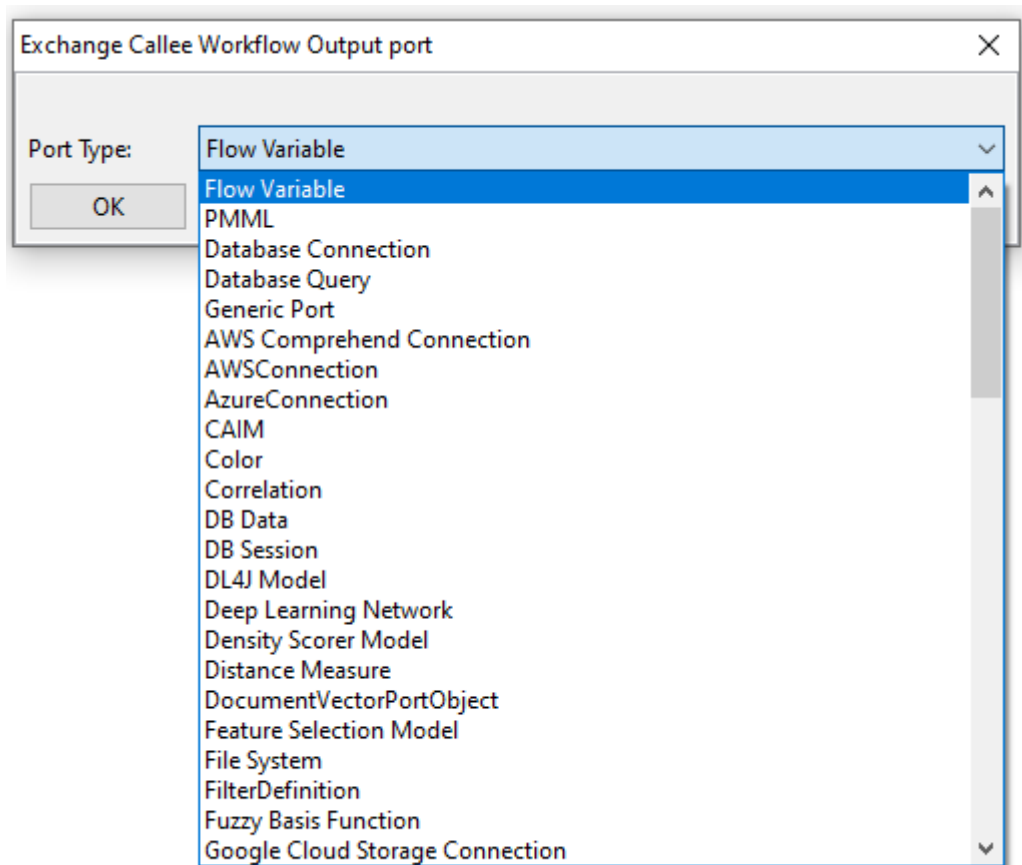 Exchange Callee Workflow Output port
Port Type:
Flow Variable
OK
Flow Variable
PMML
Database Connection
Database Query
Generic Port
AWS Comprehend Connection
AWSConnection
AzureConnection
CAIM
Color
Correlation
DB Data
DB Session
DL4J Model
Deep Learning Network
Density Scorer Model
Distance Measure
DocumentVectorPortObject
Feature Selection Model
File System
FilterDefinition
Fuzzy Basis Function
Google Cloud Storage Connection